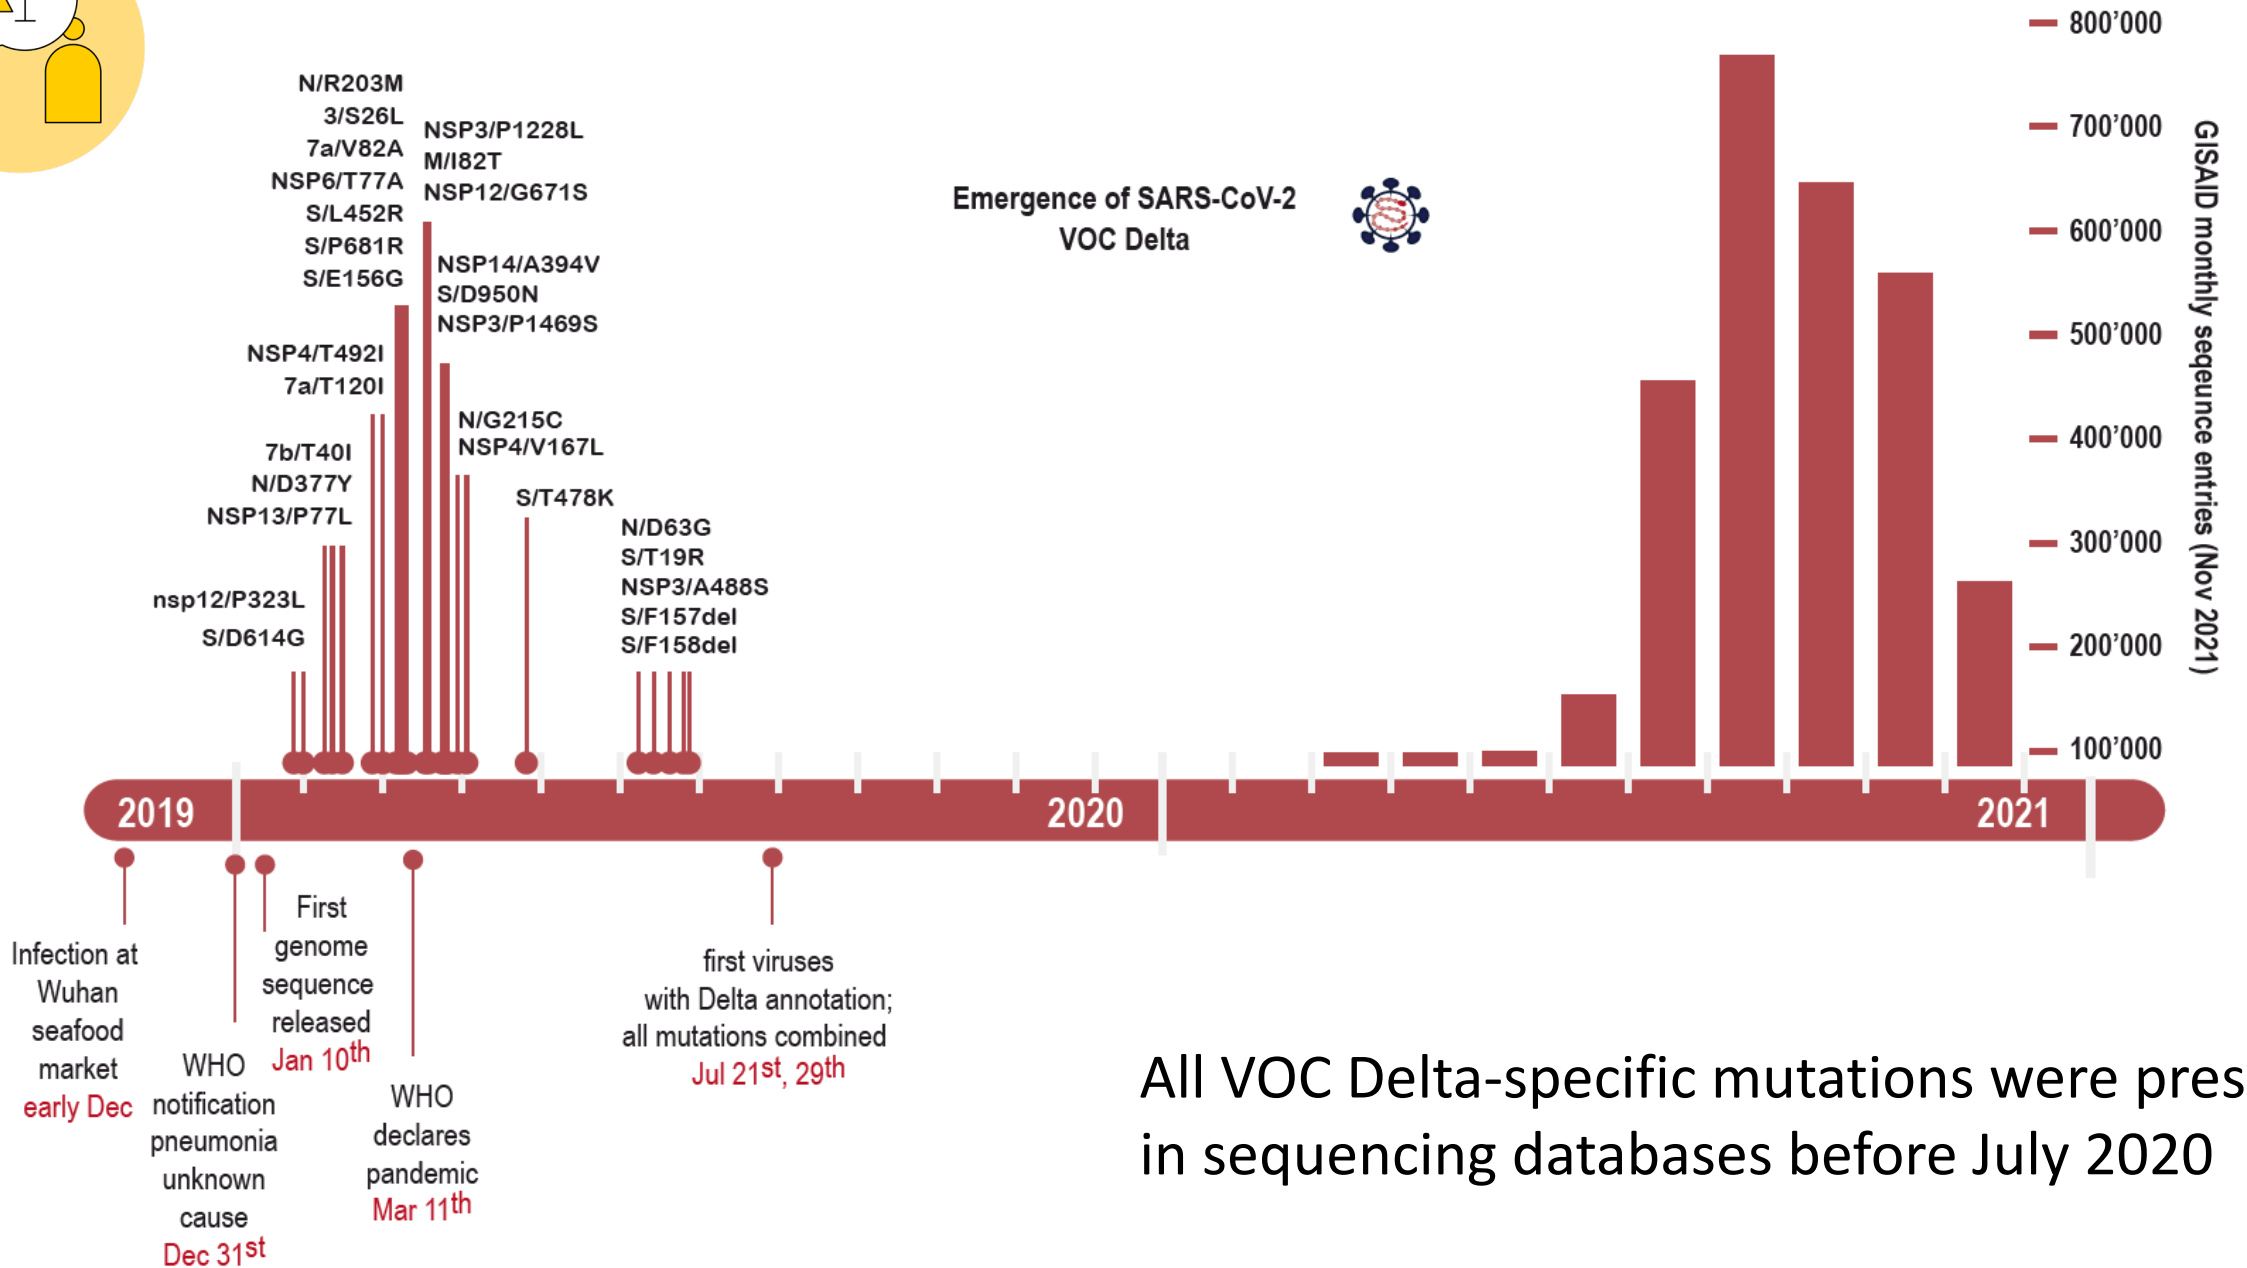 N/R203M
3/S26L
7a/V82A
NSP6/T77A
S/L452R
S/P681R
S/E156G
NSP3/P1228L
M/I82T
NSP12/G671S
NSP14/A394V
S/D950N
NSP3/P1469S
NSP4/T492I
7a/T120I
N/G215C
NSP4/V167L
7b/T40I
N/D377Y
NSP13/P77L
S/T478K
nsp12/P323L
S/D614G
N/D63G
S/T19R
NSP3/A488S
S/F157del
S/F158del
Emergence of SARS-CoV-2
VOC Delta
800’000
700’000
600’000
500’000
400’000
300’000
200’000
100’000
GISAID monthly seqeunce entries (Nov 2021)
2019
2020
2021
Infection at
Wuhan
seafood
market
early Dec
WHO
notification
pneumonia
unknown
cause
Dec 31st
First
genome
sequence
released
Jan 10th
WHO
declares
pandemic
Mar 11th
first viruses
with Delta annotation;
all mutations combined
Jul 21st, 29th
All VOC Delta-specific mutations were pres
in sequencing databases before July 2020